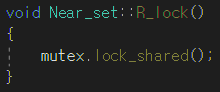 void Near_set::R_lock()
{
    mutex.lock_shared();
}